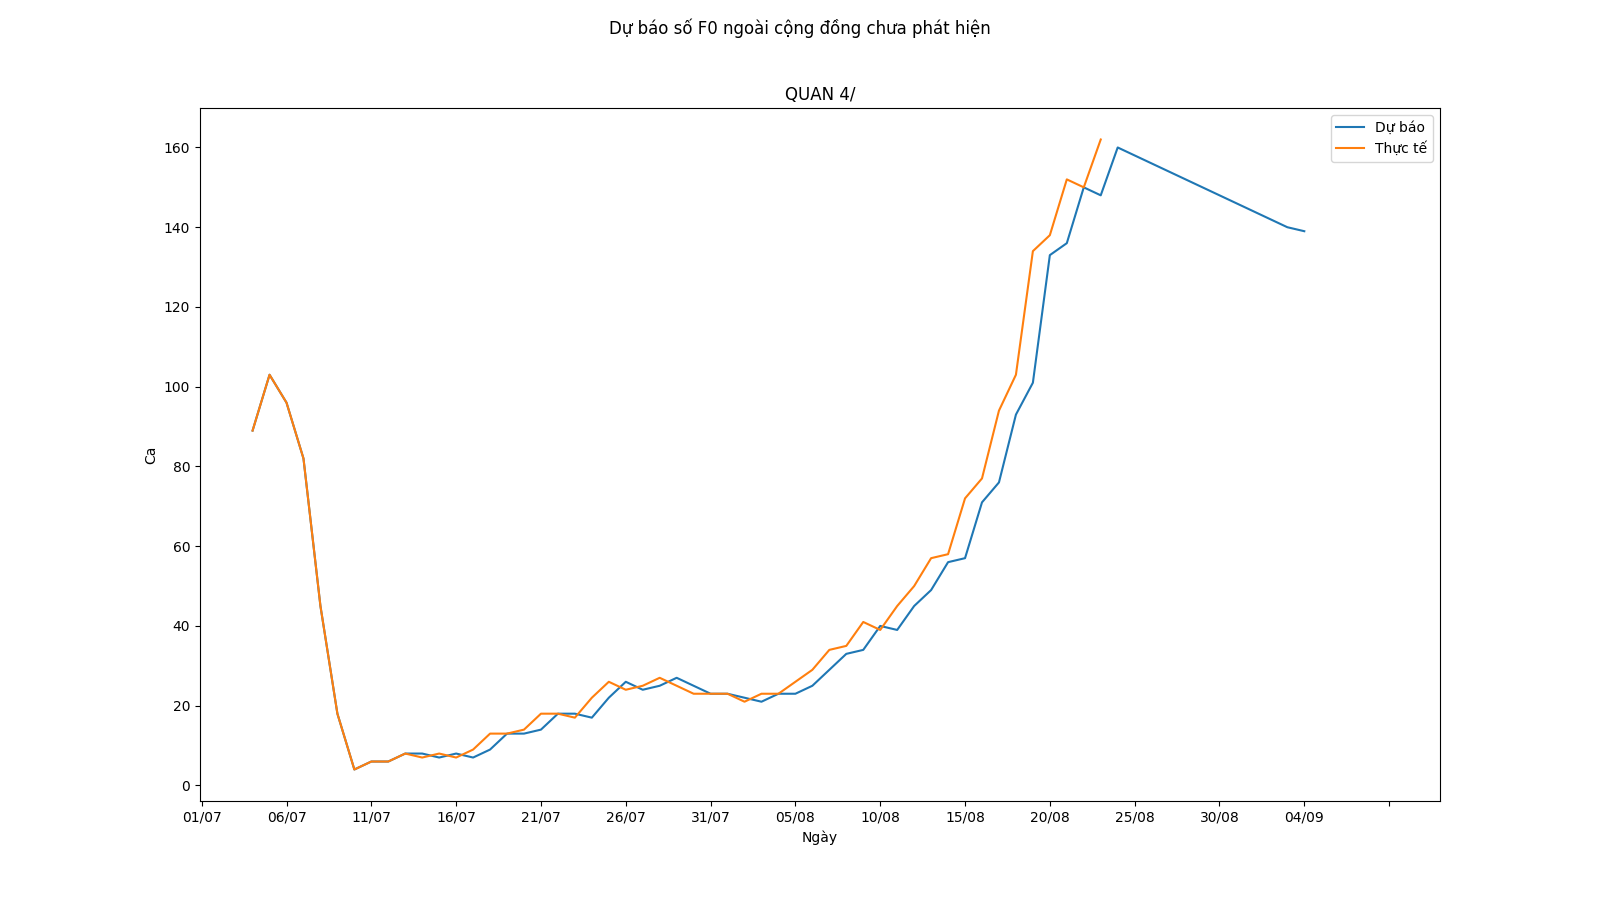 Dự báo số F0 ngoài cộng đồng chưa phát hiện
QUAN 4/
Dự báo
Thực tế
160
140
120
100
80
60
40
20
0
Ca
01/07 06/07 11/07 16/07 21/07 26/07 31/07 05/08 10/08 15/08 20/08 25/08 30/08 04/09
Ngày